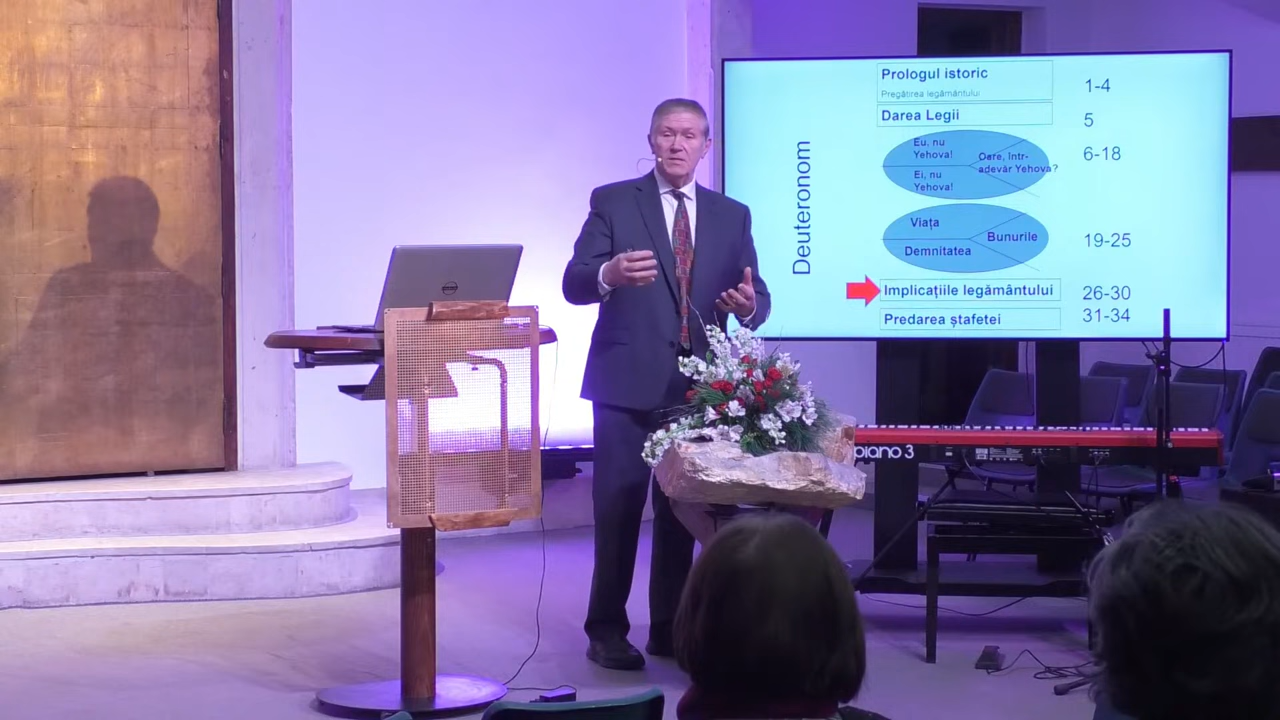 Deuteronom
Prologul istoric
1-4
Pregătirea legământului
Darea Legii
5
Eu, nu
Yehova!
Oare, într-
adevăr Yehova?
6-18
Ei, nu
Yehova!
Viața
Bunurile
19-25
Demnitatea
Implicațiile legământului
26-30
Predarea ștafetei
31-34
piano 3